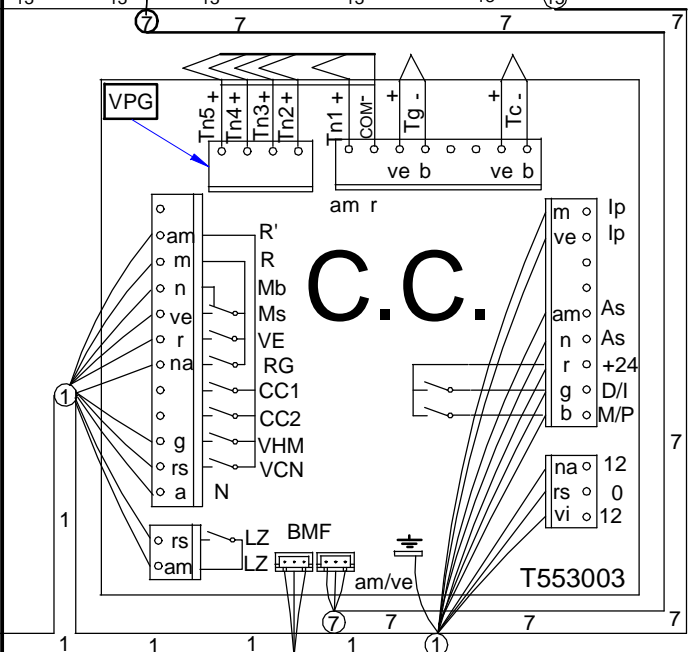 7 7 7 7
VPG
Tn5 + Tn4 + Tn3 + Tn2 + Tn1 + COM - + Tg - + Tc -
ve b ve b
am r
C.C.
am R'
m R
n Mb
ve Ms
r VE
na RG
CC1
CC2
g VHM
rs VCN
a N
rs LZ
am LZ
BMF
am/ve
m Ip
ve Ip
am As
n As
r +24
g D/I
b M/P
na 12
rs 0
vi 12
T553003
1
1
7
7 7 7 7
1 1 1 1 1